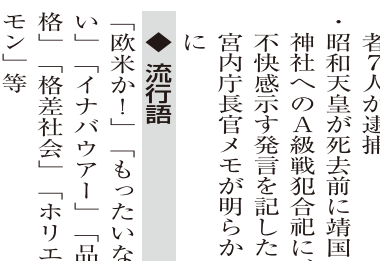 者7人が逮捕
・昭和天皇が死去前に靖国
神社へのA級戦犯合祀に
不快感示す発言を記した
宮内庁長官メモが明らか
に
◆ 流行語
「欧米か!」「もったいな
い」「イナバウアー」「品
格」「格差社会」「ホリエ
モン」等